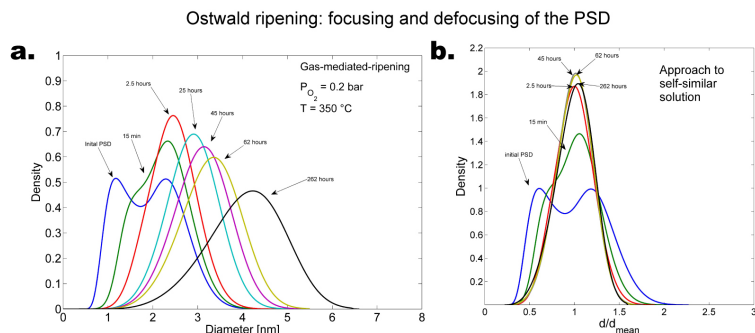 Ostwald ripening: focusing and defocusing of the PSD
a.
1
0.9
0.8
0.7
0.6
0.5
0.4
0.3
0.2
0.1
0
Density
0 1 2 3 4 5 6 7 8
Diameter [nm]
Inital PSD
15 min
2.5 hours
25 hours
45 hours
62 hours
262 hours
Gas-mediated-ripening
P_O2 = 0.2 bar
T = 350 °C
b.
2.2
2
1.8
1.6
1.4
1.2
1
0.8
0.6
0.4
0.2
Density
0 0.5 1 1.5 2 2.5 3
d/d_mean
45 hours
62 hours
2.5 hours
262 hours
15 min
initial PSD
Approach to
self-similar
solution